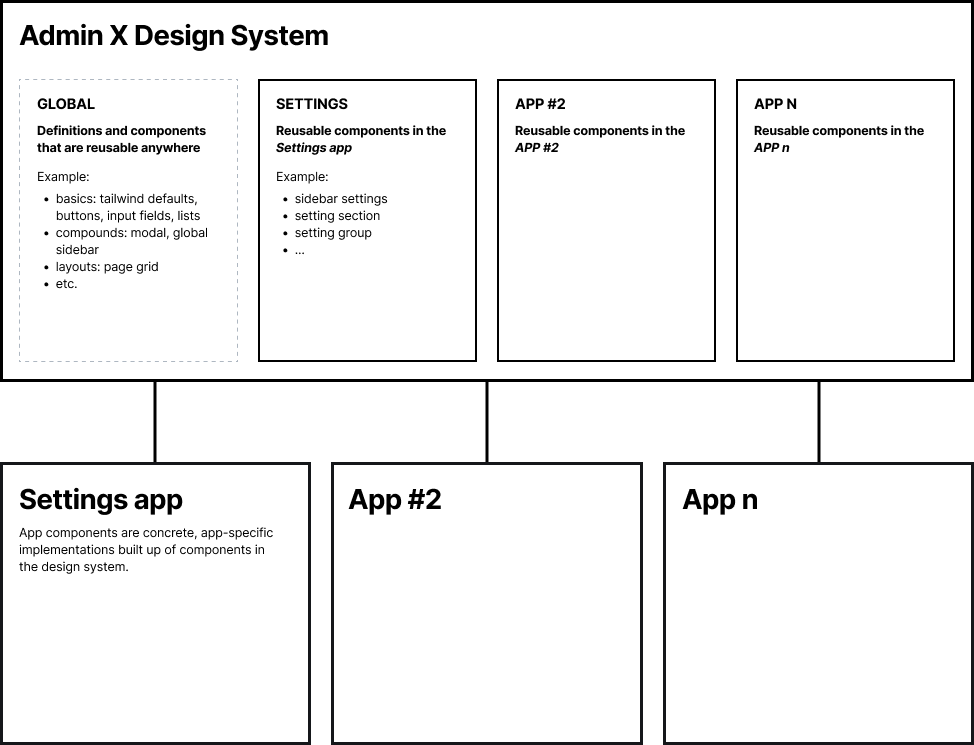 Admin X Design System
GLOBAL
Definitions and components
that are reusable anywhere
Example:
• basics: tailwind defaults,
buttons, input fields, lists
• compounds: modal, global
sidebar
• layouts: page grid
• etc.
SETTINGS
Reusable components in the
Settings app
Example:
• sidebar settings
• setting section
• setting group
• ...
APP #2
Reusable components in the
APP #2
APP N
Reusable components in the
APP n
Settings app
App components are concrete, app-specific
implementations built up of components in
the design system.
App #2
App n